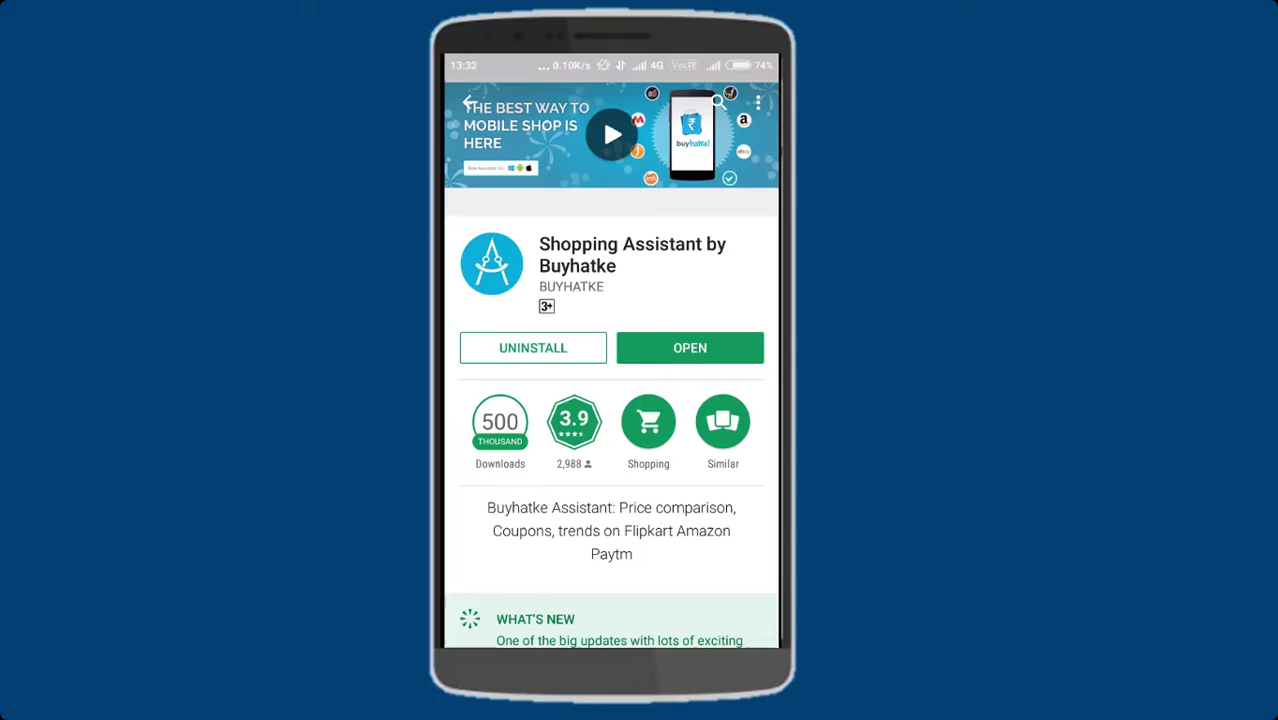 13:32 ... 0.10K/s 4G VoLTE 74%
THE BEST WAY TO
MOBILE SHOP IS
HERE
buyhatke!
a
ebay
Shopping Assistant by
Buyhatke
BUYHATKE
3+
UNINSTALL OPEN
500 3.9
THOUSAND
Downloads 2,988 Shopping Similar
Buyhatke Assistant: Price comparison,
Coupons, trends on Flipkart Amazon
Paytm
WHAT'S NEW
One of the big updates with lots of exciting